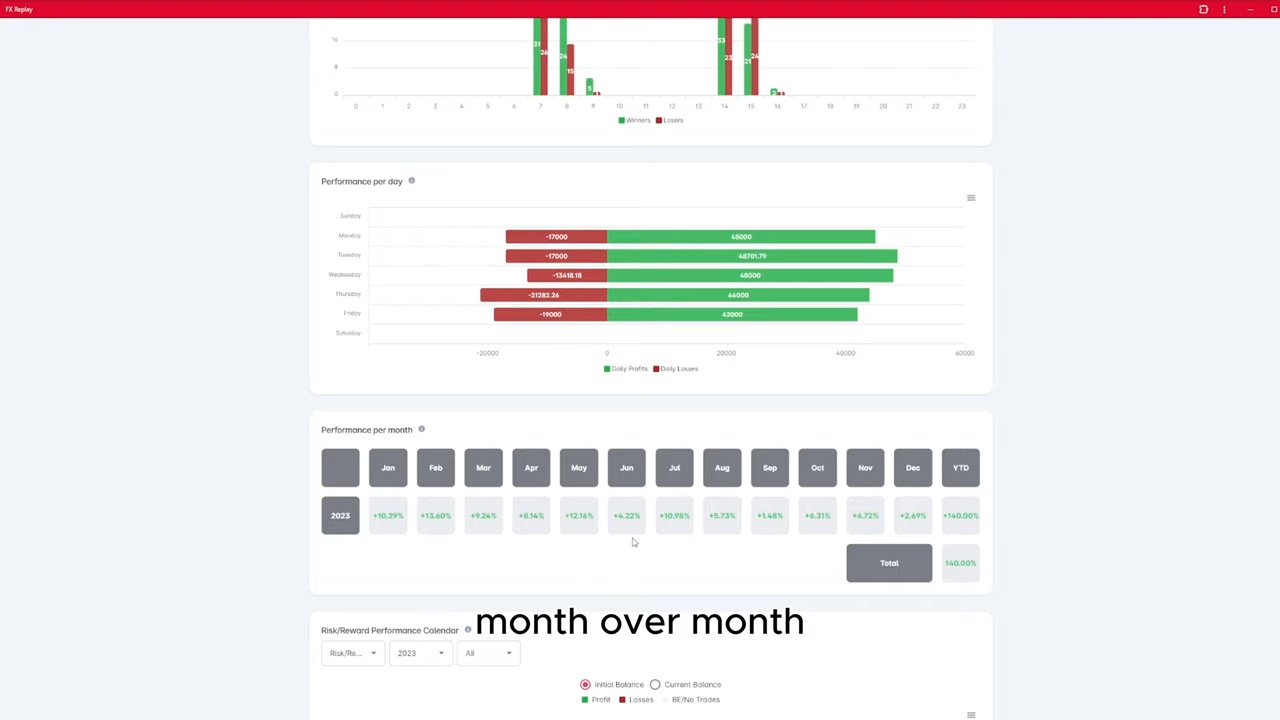 FX Replay
16
8
0
31 26 24 15 5 33 23 21 24 2
0 1 2 3 4 5 6 7 8 9 10 11 12 13 14 15 16 17 18 19 20 21 22 23
Winners Losers
Performance per day
Sunday
Monday -17000 45000
Tuesday -17000 48701.79
Wednesday -13418.18 48000
Thursday -21282.26 44000
Friday -19000 42000
Saturday
-20000 0 20000 40000 60000
Daily Profits Daily Losses
Performance per month
Jan Feb Mar Apr May Jun Jul Aug Sep Oct Nov Dec YTD
2023 +10.29% +13.60% +9.24% +8.14% +12.16% +4.22% +10.98% +5.73% +1.48% +6.31% +6.72% +2.69% +140.00%
Total 140.00%
month over month
Risk/Reward Performance Calendar
Risk/Re... 2023 All
Initial Balance Current Balance
Profit Losses BE/No Trades